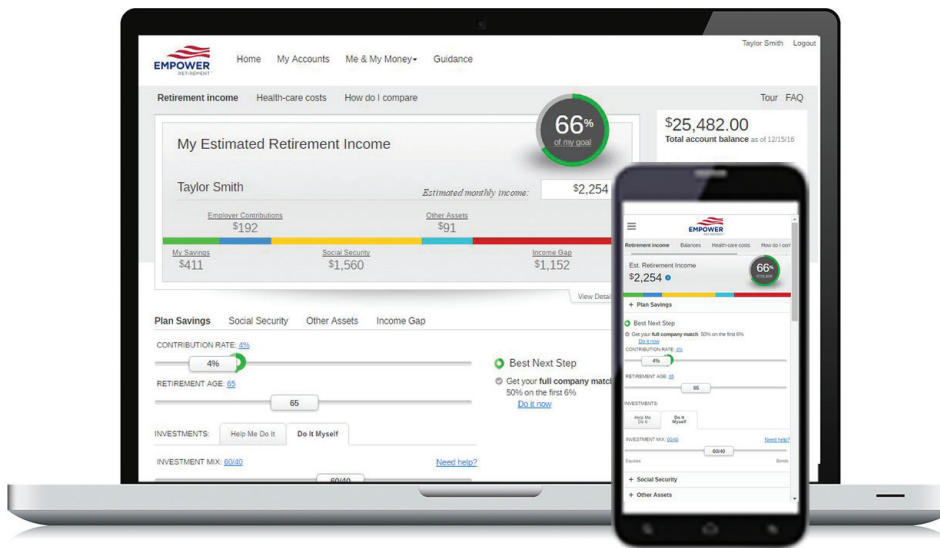 Taylor Smith Logout
EMPOWER
RETIREMENT
Home My Accounts Me & My Money Guidance
Retirement income Health-care costs How do I compare Tour FAQ
66%
of my goal
$25,482.00
Total account balance as of 12/15/16
My Estimated Retirement Income
Taylor Smith Estimated monthly income: $2,254
Employer Contributions Other Assets
$192 $91
My Savings Social Security Income Gap
$411 $1,560 $1,152
View Detai
Plan Savings Social Security Other Assets Income Gap
CONTRIBUTION RATE: 4%
4%
RETIREMENT AGE: 65
65
INVESTMENTS: Help Me Do It Do It Myself
INVESTMENT MIX: 60/40 Need help?
60/40
Best Next Step
Get your full company match
50% on the first 6%
Do it now
EMPOWER
RETIREMENT
Retirement income Balances Health-care costs How do I com
Est. Retirement Income
$2,254
66%
of my goal
+ Plan Savings
Best Next Step
Get your full company match 50% on the first 6%
Do it now
CONTRIBUTION RATE: 4%
4%
RETIREMENT AGE: 65
65
INVESTMENTS:
Help Me
Do It
Do It
Myself
INVESTMENT MIX: 60/40 Need help?
60/40
Equities Bonds
+ Social Security
+ Other Assets